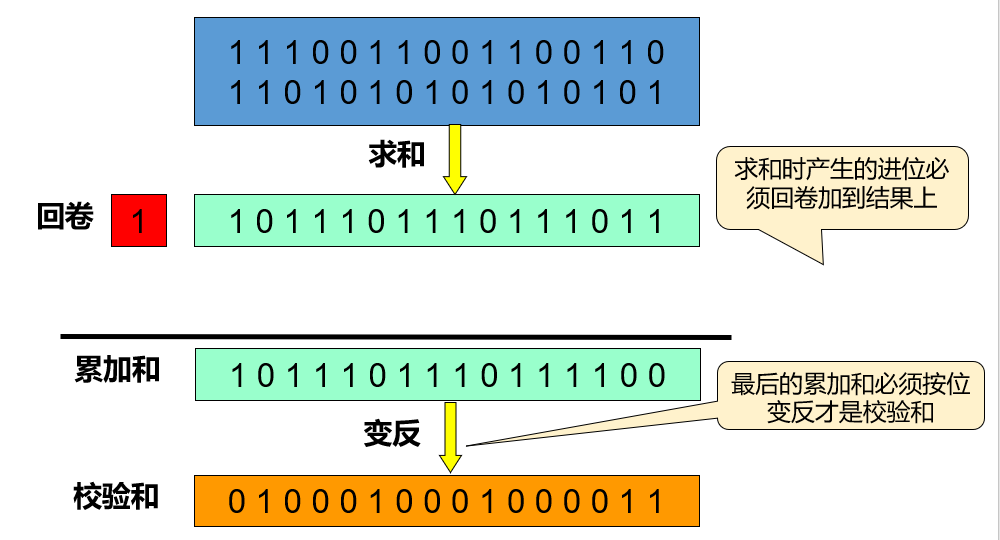 1 1 1 0 0 1 1 0 0 1 1 0 0 1 1 0
1 1 0 1 0 1 0 1 0 1 0 1 0 1 0 1
求和
求和时产生的进位必
须回卷加到结果上
回卷 1 1 0 1 1 1 0 1 1 1 0 1 1 1 0 1 1
累加和 1 0 1 1 1 0 1 1 1 0 1 1 1 1 0 0
最后的累加和必须按位
变反才是校验和
变反
校验和 0 1 0 0 0 1 0 0 0 1 0 0 0 0 1 1